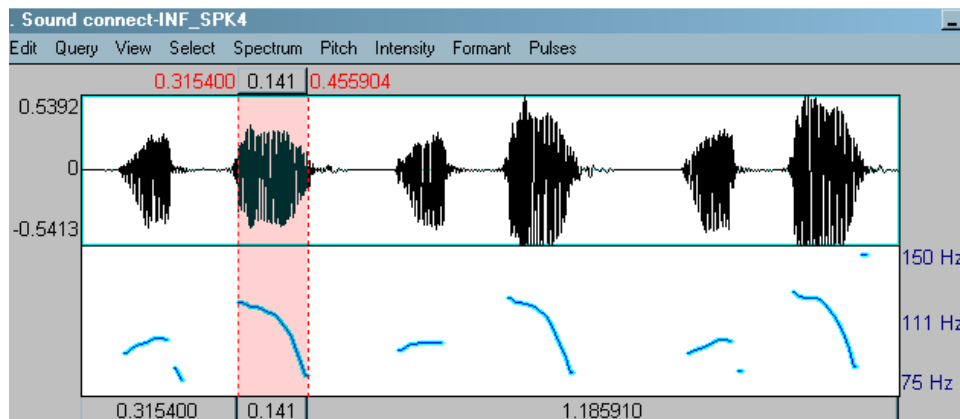 . Sound connect-INF_SPK4
Edit Query View Select Spectrum Pitch Intensity Formant Pulses
0.315400 0.141 0.455904
0.5392
0
-0.5413
150 Hz
111 Hz
75 Hz
0.315400 0.141 1.185910